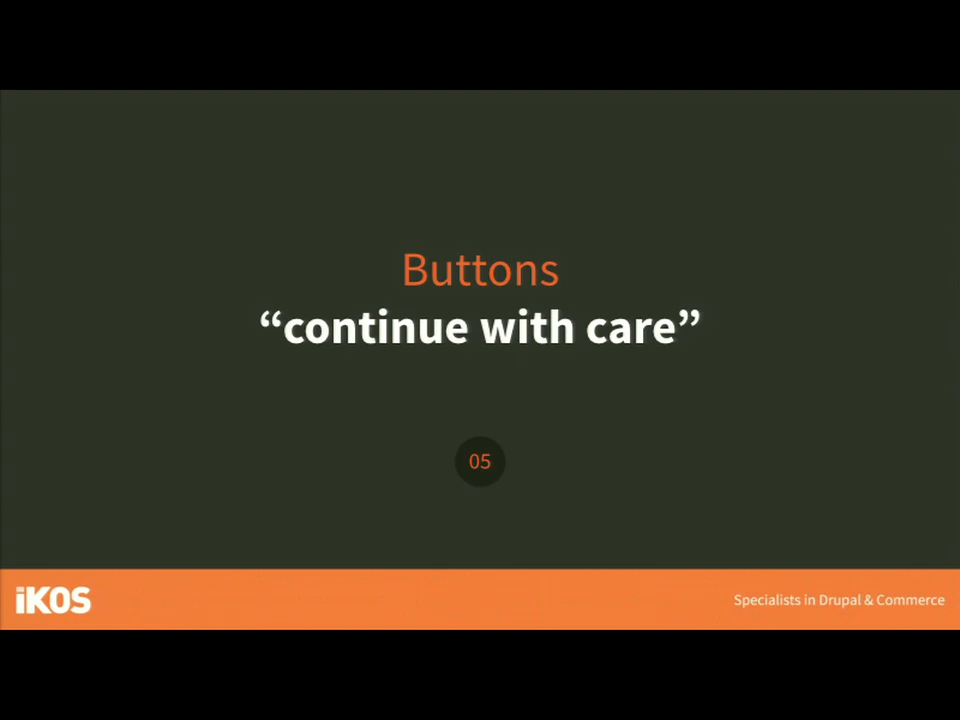 Buttons
“continue with care”
05
iKOS
Specialists in Drupal & Commerce